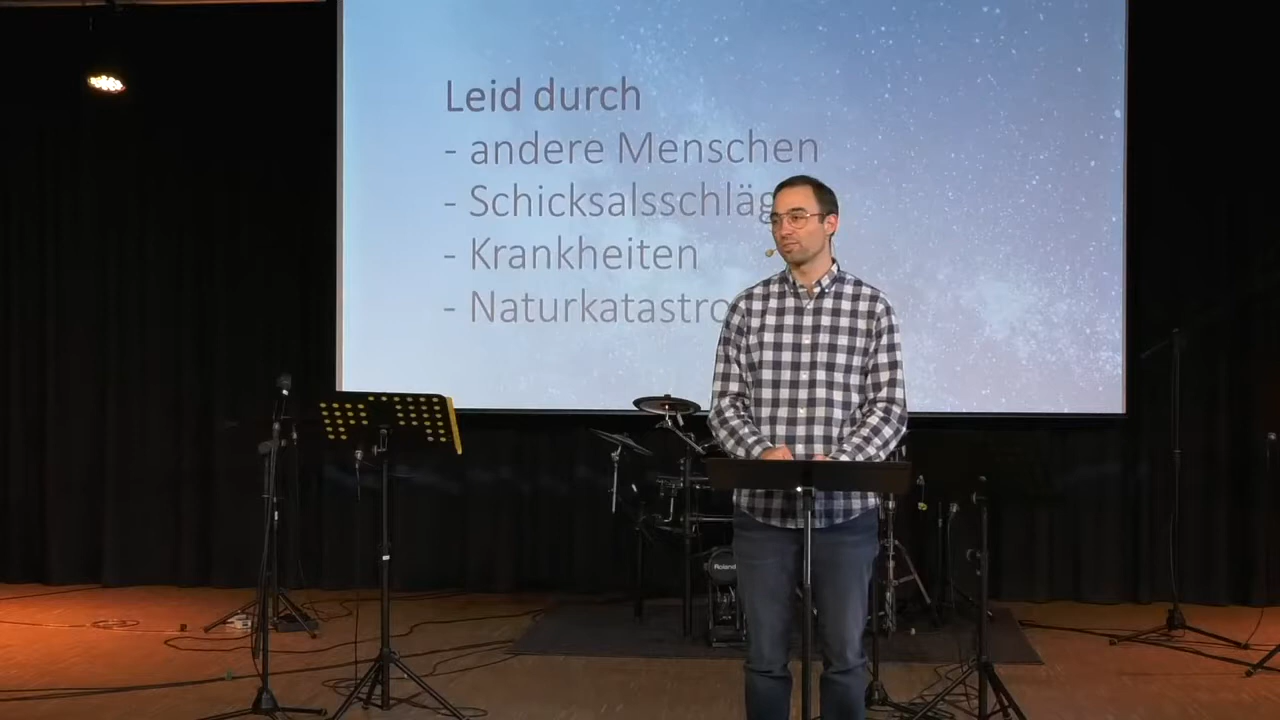 Leid durch
- andere Menschen
- Schicksalsschläg
- Krankheiten
- Naturkatastro
Roland